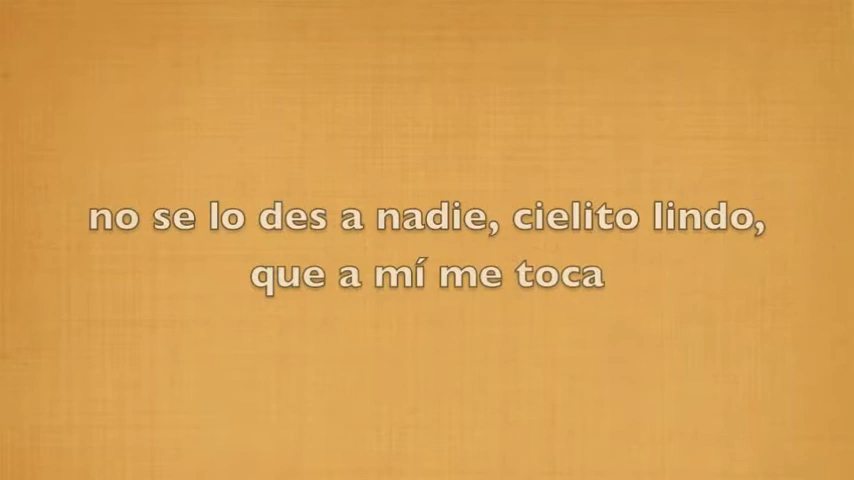 no se lo des a nadie, cielito lindo,
que a mí me toca